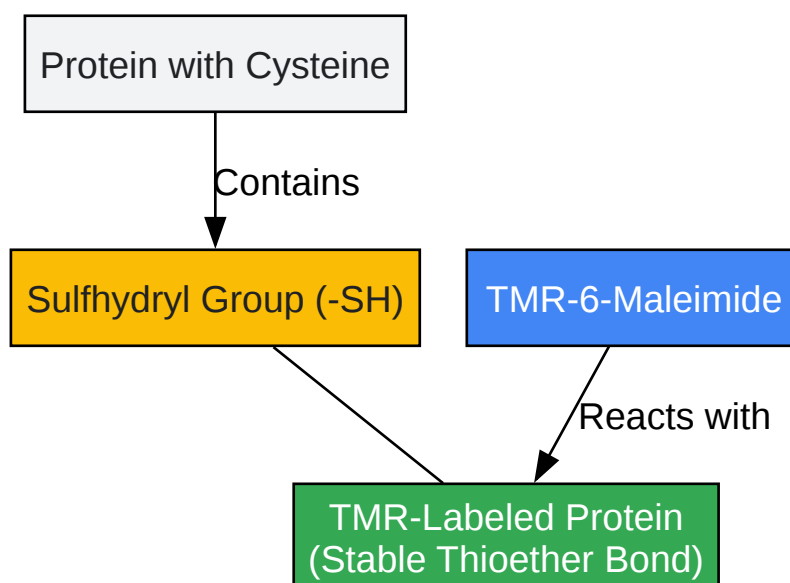 Protein with Cysteine
Contains
Sulfhydryl Group (-SH)
TMR-6-Maleimide
Reacts with
TMR-Labeled Protein
(Stable Thioether Bond)